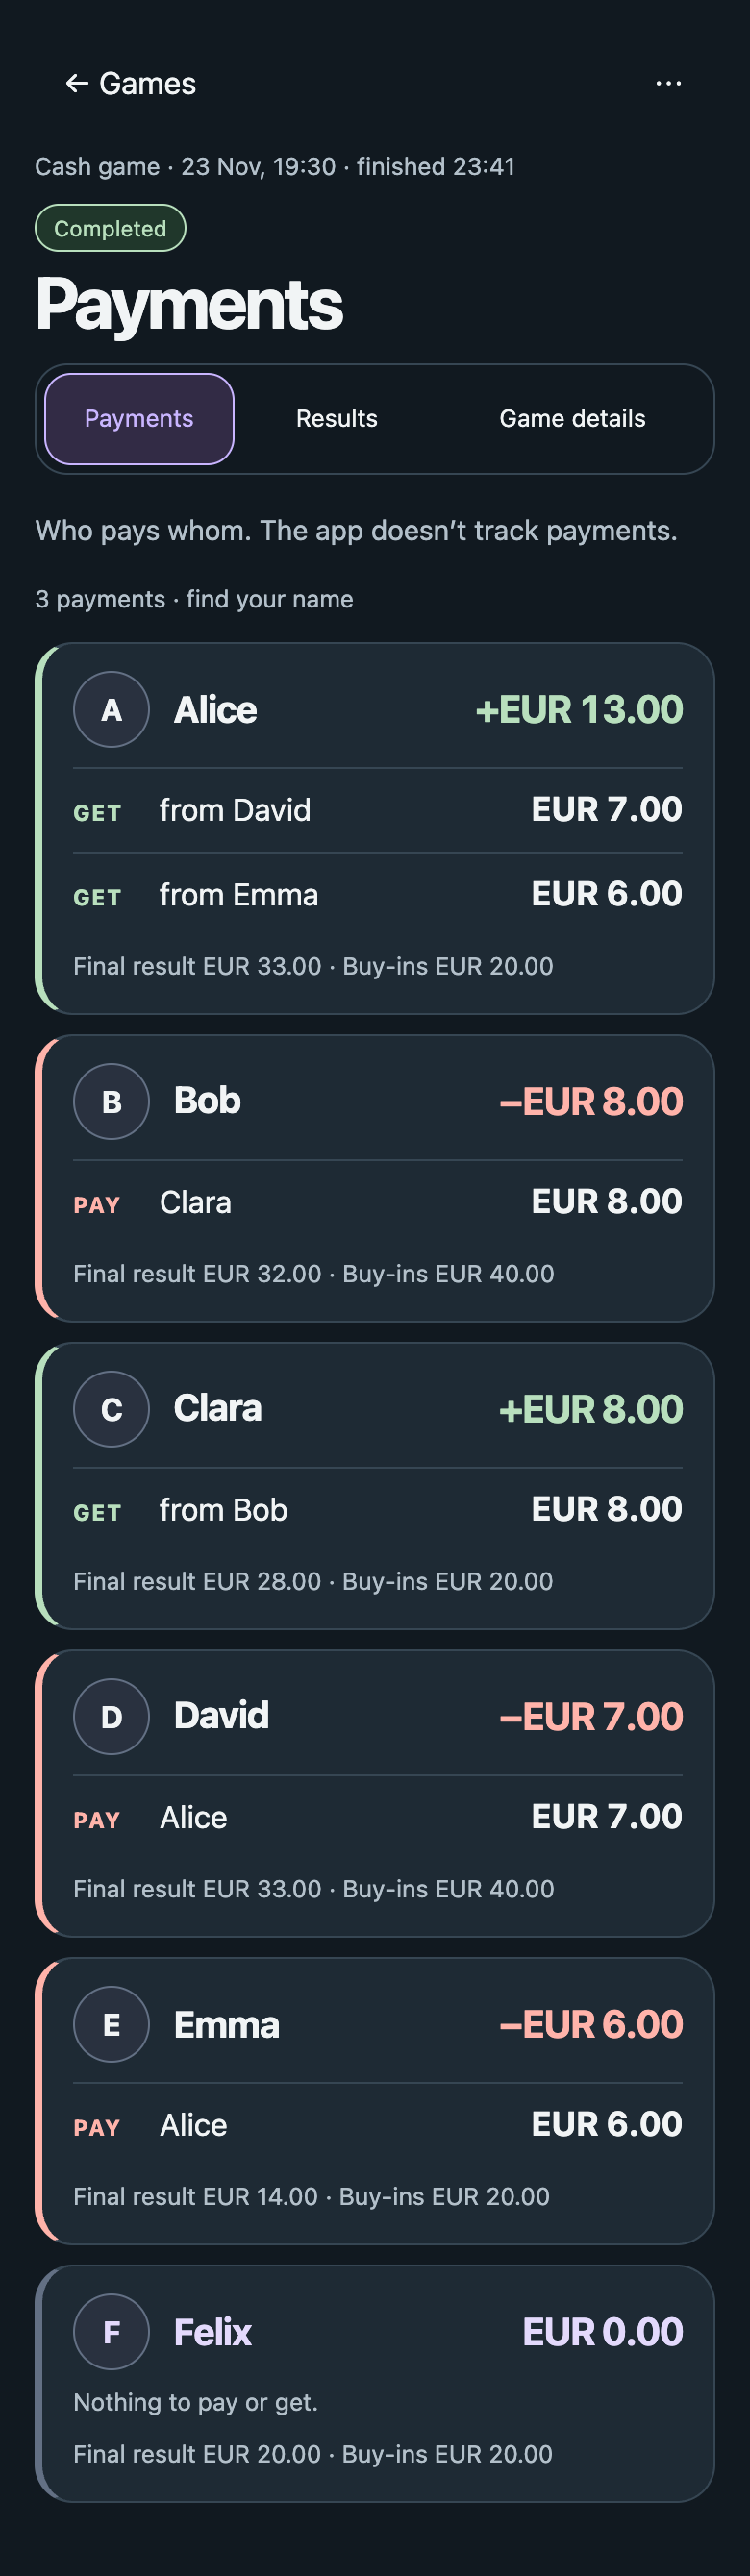 ← Games ···
Cash game · 23 Nov, 19:30 · finished 23:41
Completed
Payments
Payments Results Game details
Who pays whom. The app doesn’t track payments.
3 payments · find your name
A Alice +EUR 13.00
GET from David EUR 7.00
GET from Emma EUR 6.00
Final result EUR 33.00 · Buy-ins EUR 20.00
B Bob −EUR 8.00
PAY Clara EUR 8.00
Final result EUR 32.00 · Buy-ins EUR 40.00
C Clara +EUR 8.00
GET from Bob EUR 8.00
Final result EUR 28.00 · Buy-ins EUR 20.00
D David −EUR 7.00
PAY Alice EUR 7.00
Final result EUR 33.00 · Buy-ins EUR 40.00
E Emma −EUR 6.00
PAY Alice EUR 6.00
Final result EUR 14.00 · Buy-ins EUR 20.00
F Felix EUR 0.00
Nothing to pay or get.
Final result EUR 20.00 · Buy-ins EUR 20.00